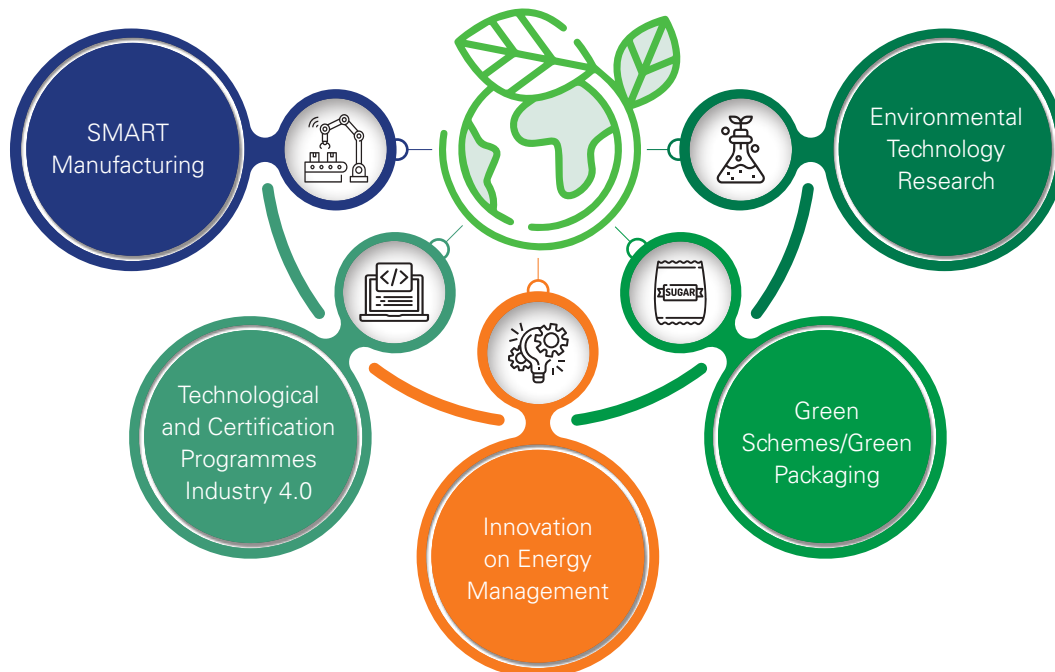 SMART
Manufacturing
Environmental
Technology
Research
</>
SUGAR
Technological
and Certification
Programmes
Industry 4.0
Green
Schemes/Green
Packaging
Innovation
on Energy
Management